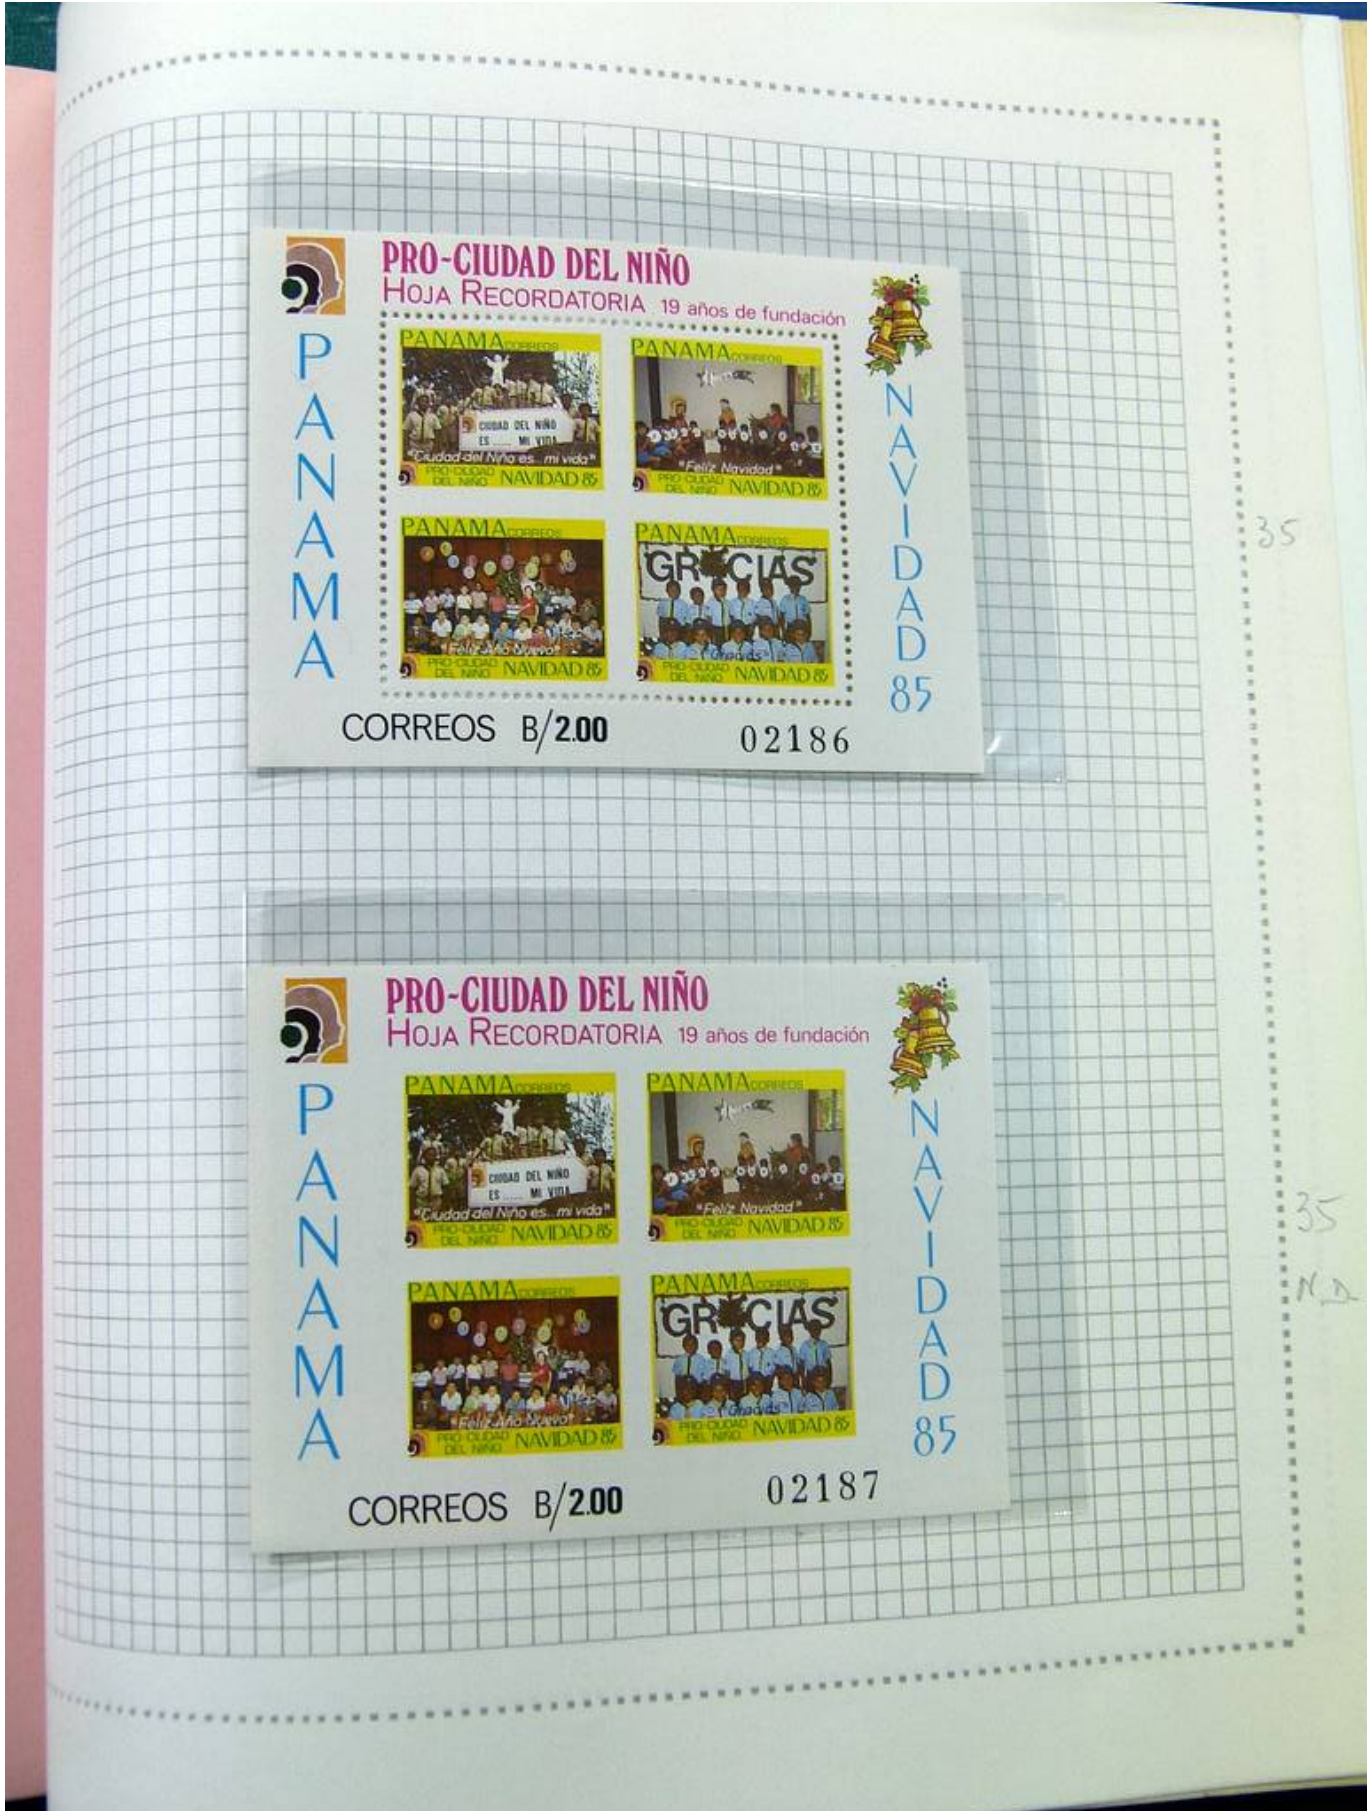 PRO-CIUDAD DEL NIÑO
HOJA RECORDATORIA 19 años de fundación
PANAMA
PANAMA CORREOS
CIUDAD DEL NIÑO
ES ..... MI VIDA
"Ciudad del Niño es...mi vida"
PRO-CIUDAD
DEL NIÑO NAVIDAD 85
PANAMA CORREOS
"Feliz Navidad"
PRO-CIUDAD
DEL NIÑO NAVIDAD 85
PANAMA CORREOS
"Feliz Año Nuevo"
PRO-CIUDAD
DEL NIÑO NAVIDAD 85
PANAMA CORREOS
GRACIAS
"Gracias"
PRO-CIUDAD
DEL NIÑO NAVIDAD 85
NAVIDAD 85
CORREOS B/2.00
02186
35
PRO-CIUDAD DEL NIÑO
HOJA RECORDATORIA 19 años de fundación
PANAMA
PANAMA CORREOS
CIUDAD DEL NIÑO
ES ..... MI VIDA
"Ciudad del Niño es...mi vida"
PRO-CIUDAD
DEL NIÑO NAVIDAD 85
PANAMA CORREOS
"Feliz Navidad"
PRO-CIUDAD
DEL NIÑO NAVIDAD 85
PANAMA CORREOS
"Feliz Año Nuevo"
PRO-CIUDAD
DEL NIÑO NAVIDAD 85
PANAMA CORREOS
GRACIAS
"Gracias"
PRO-CIUDAD
DEL NIÑO NAVIDAD 85
NAVIDAD 85
CORREOS B/2.00
02187
35